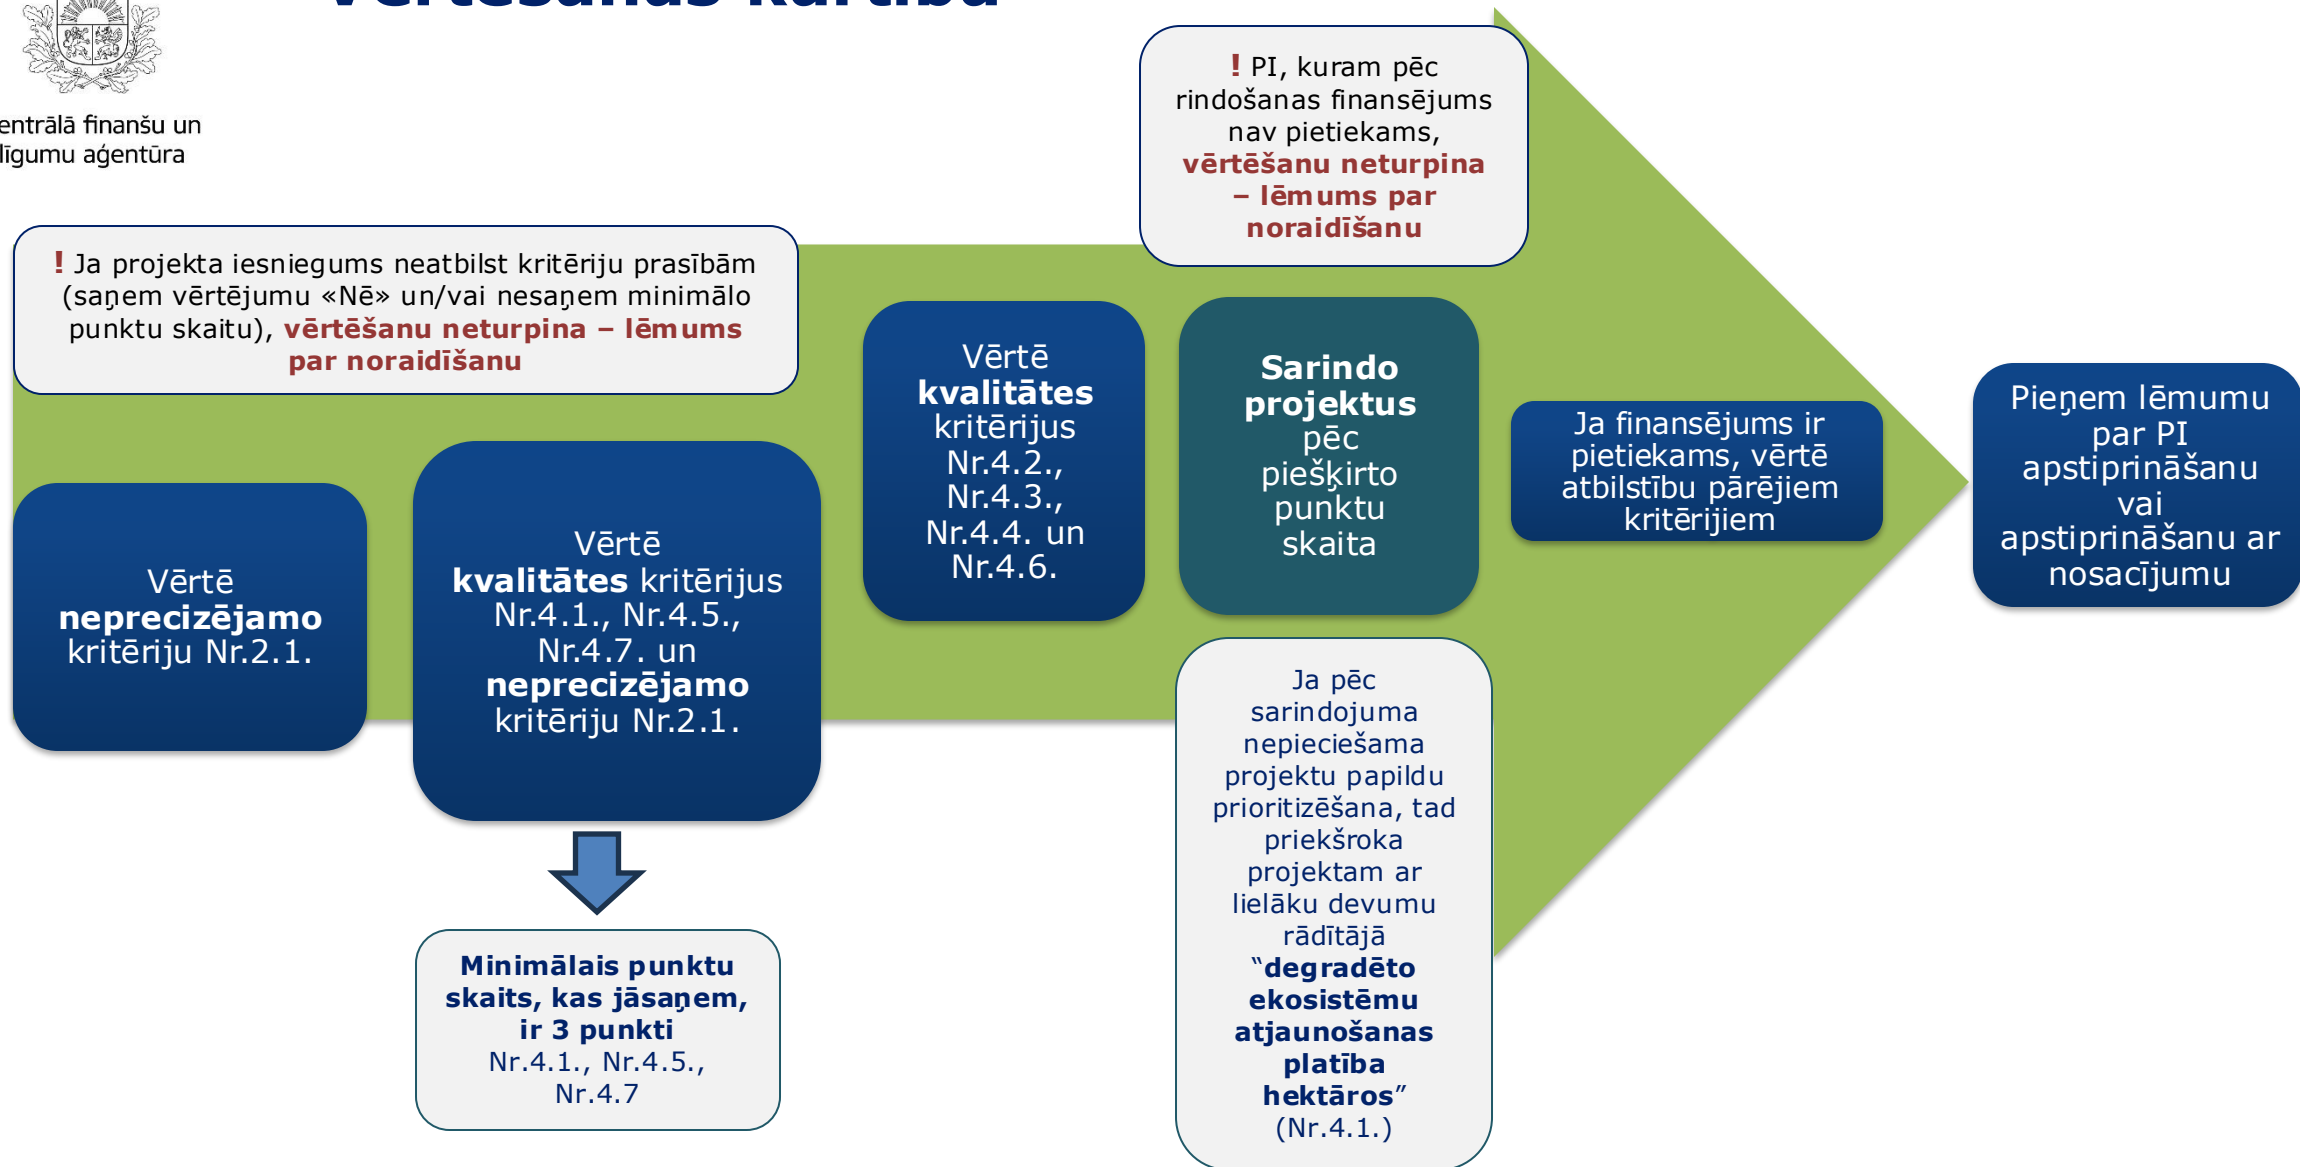 Vērtēšanas kārtība
entrālā finanšu un
līgumu aģentūra
! PI, kuram pēc
rindošanas finansējums
nav pietiekams,
vērtēšanu neturpina
– lēmums par
noraidīšanu
! Ja projekta iesniegums neatbilst kritēriju prasībām
(saņem vērtējumu «Nē» un/vai nesaņem minimālo
punktu skaitu), vērtēšanu neturpina – lēmums
par noraidīšanu
Vērtē
neprecizējamo
kritēriju Nr.2.1.
Vērtē
kvalitātes kritērijus
Nr.4.1., Nr.4.5.,
Nr.4.7. un
neprecizējamo
kritēriju Nr.2.1.
Minimālais punktu
skaits, kas jāsaņem,
ir 3 punkti
Nr.4.1., Nr.4.5.,
Nr.4.7
Vērtē
kvalitātes
kritērijus
Nr.4.2.,
Nr.4.3.,
Nr.4.4. un
Nr.4.6.
Sarindo
projektus
pēc
piešķirto
punktu
skaita
Ja pēc
sarindojuma
nepieciešama
projektu papildu
prioritizēšana, tad
priekšroka
projektam ar
lielāku devumu
rādītājā
“degradēto
ekosistēmu
atjaunošanas
platība
hektāros”
(Nr.4.1.)
Ja finansējums ir
pietiekams, vērtē
atbilstību pārējiem
kritērijiem
Pieņem lēmumu
par PI
apstiprināšanu
vai
apstiprināšanu ar
nosacījumu